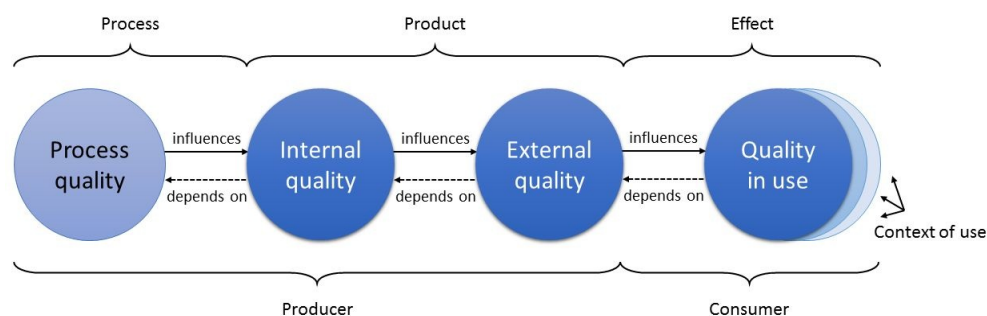 Process
Product
Effect
Process
quality
influences
depends on
Internal
quality
influences
depends on
External
quality
influences
depends on
Quality
in use
Context of use
Producer
Consumer